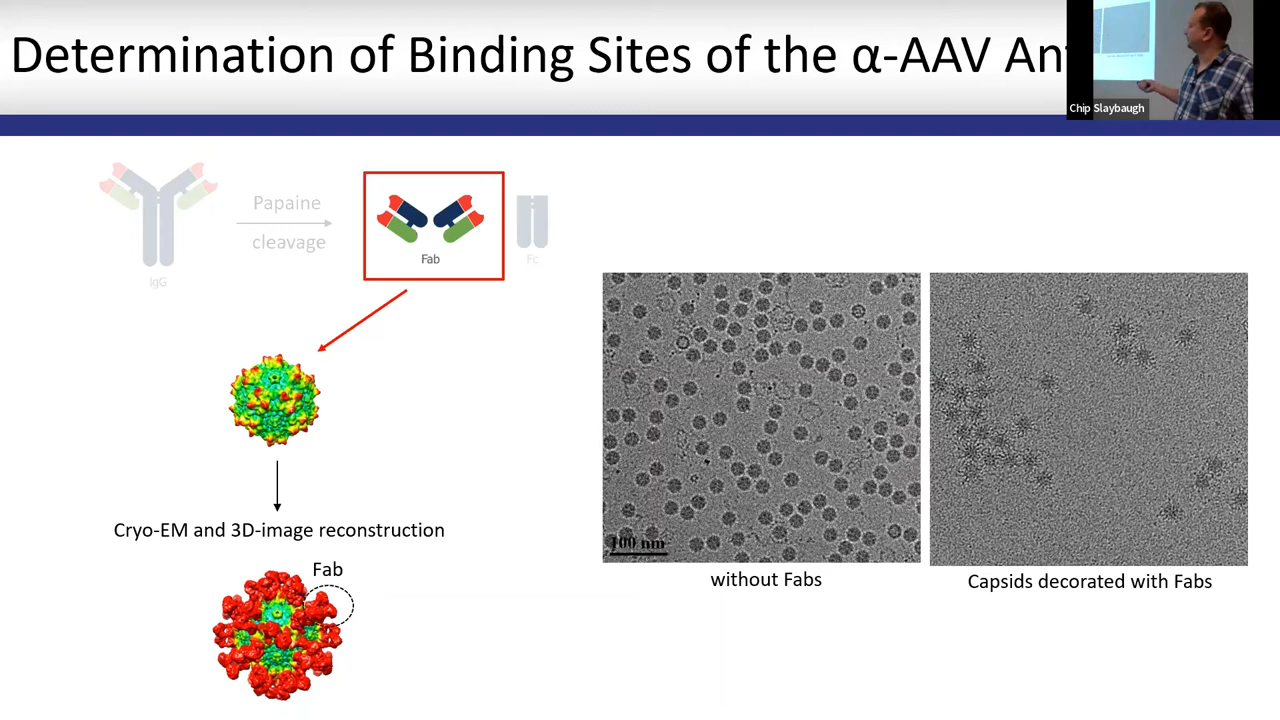 Determination of Binding Sites of the α-AAV Ant
Chip Slaybaugh
Papaine
cleavage
IgG
Fab
Fc
Cryo-EM and 3D-image reconstruction
Fab
100 nm
without Fabs
Capsids decorated with Fabs